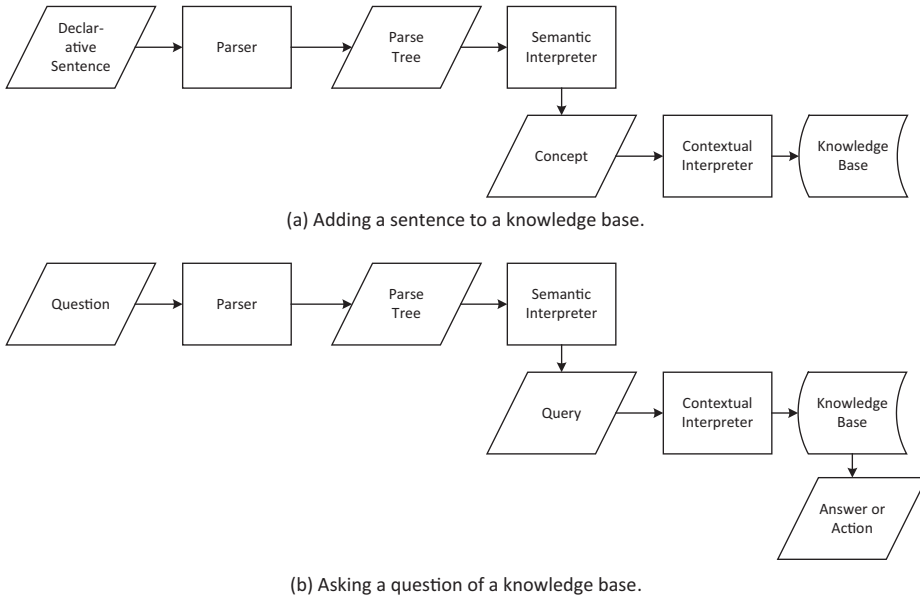 Declar-
ative
Sentence
Parser
Parse
Tree
Semantic
Interpreter
Concept
Contextual
Interpreter
Knowledge
Base
(a) Adding a sentence to a knowledge base.
Question
Parser
Parse
Tree
Semantic
Interpreter
Query
Contextual
Interpreter
Knowledge
Base
Answer or
Action
(b) Asking a question of a knowledge base.